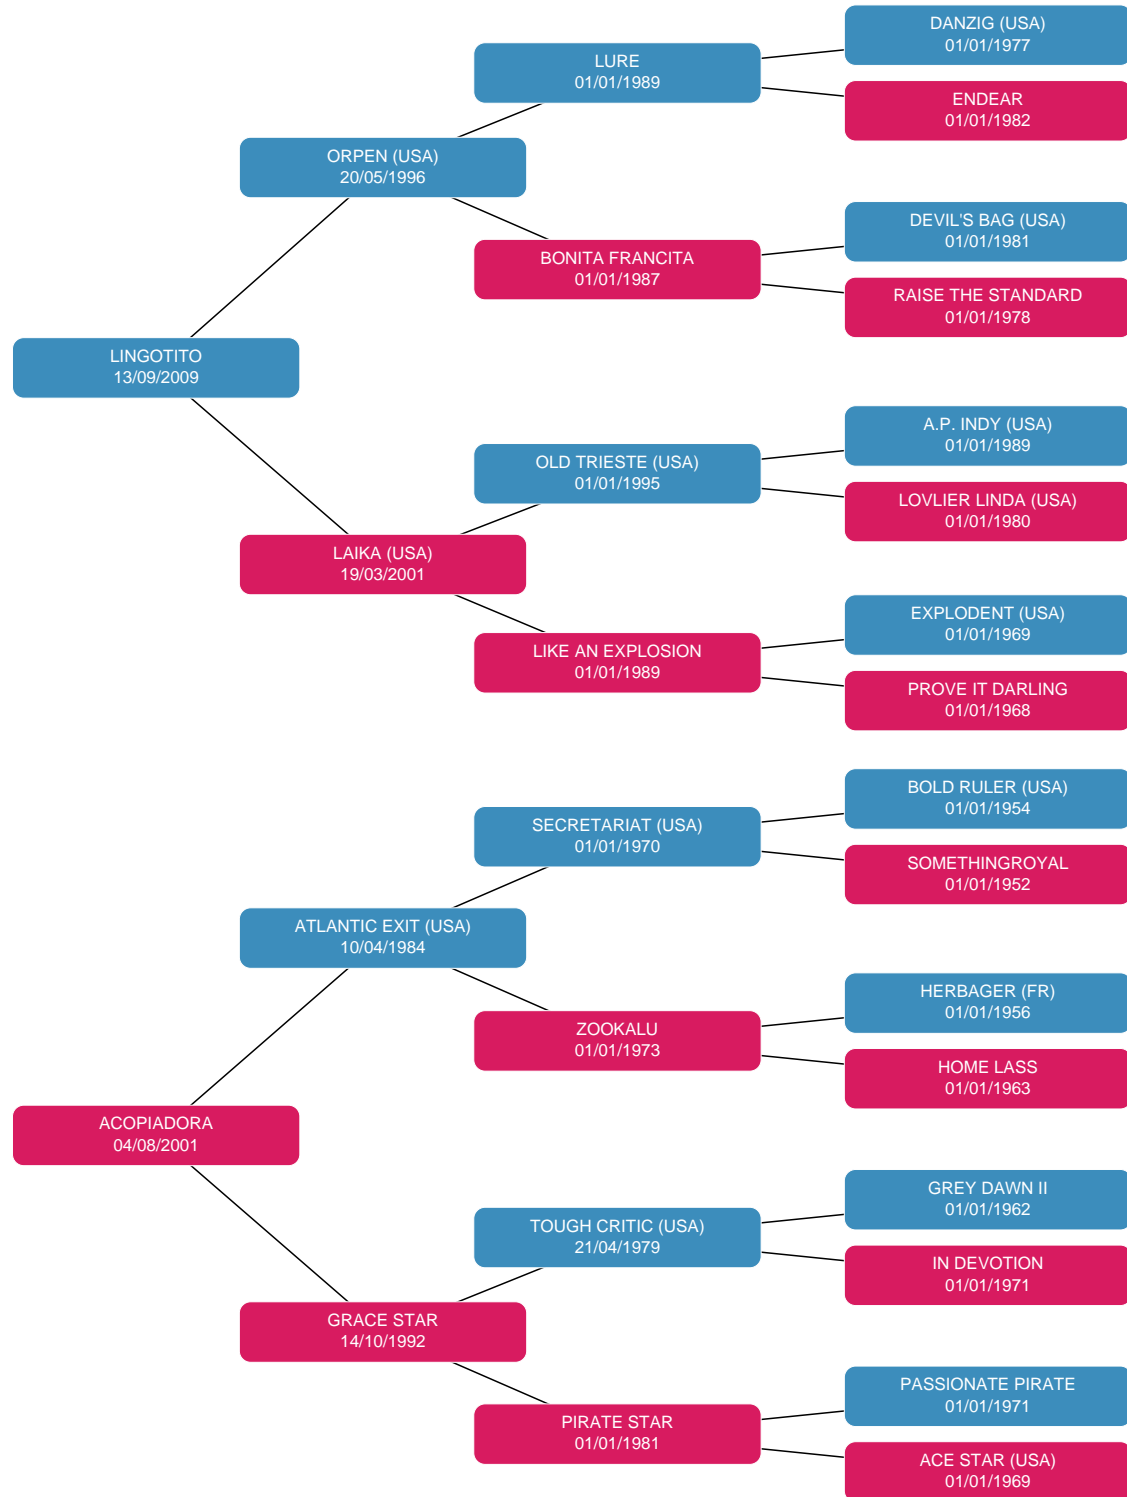 DANZIG (USA)
01/01/1977
LURE
01/01/1989
ENDEAR
01/01/1982
ORPEN (USA)
20/05/1996
DEVIL'S BAG (USA)
01/01/1981
BONITA FRANCITA
01/01/1987
RAISE THE STANDARD
01/01/1978
LINGOTITO
13/09/2009
A.P. INDY (USA)
01/01/1989
OLD TRIESTE (USA)
01/01/1995
LOVLIER LINDA (USA)
01/01/1980
LAIKA (USA)
19/03/2001
EXPLODENT (USA)
01/01/1969
LIKE AN EXPLOSION
01/01/1989
PROVE IT DARLING
01/01/1968
BOLD RULER (USA)
01/01/1954
SECRETARIAT (USA)
01/01/1970
SOMETHINGROYAL
01/01/1952
ATLANTIC EXIT (USA)
10/04/1984
HERBAGER (FR)
01/01/1956
ZOOKALU
01/01/1973
HOME LASS
01/01/1963
ACOPIADORA
04/08/2001
GREY DAWN II
01/01/1962
TOUGH CRITIC (USA)
21/04/1979
IN DEVOTION
01/01/1971
GRACE STAR
14/10/1992
PASSIONATE PIRATE
01/01/1971
PIRATE STAR
01/01/1981
ACE STAR (USA)
01/01/1969